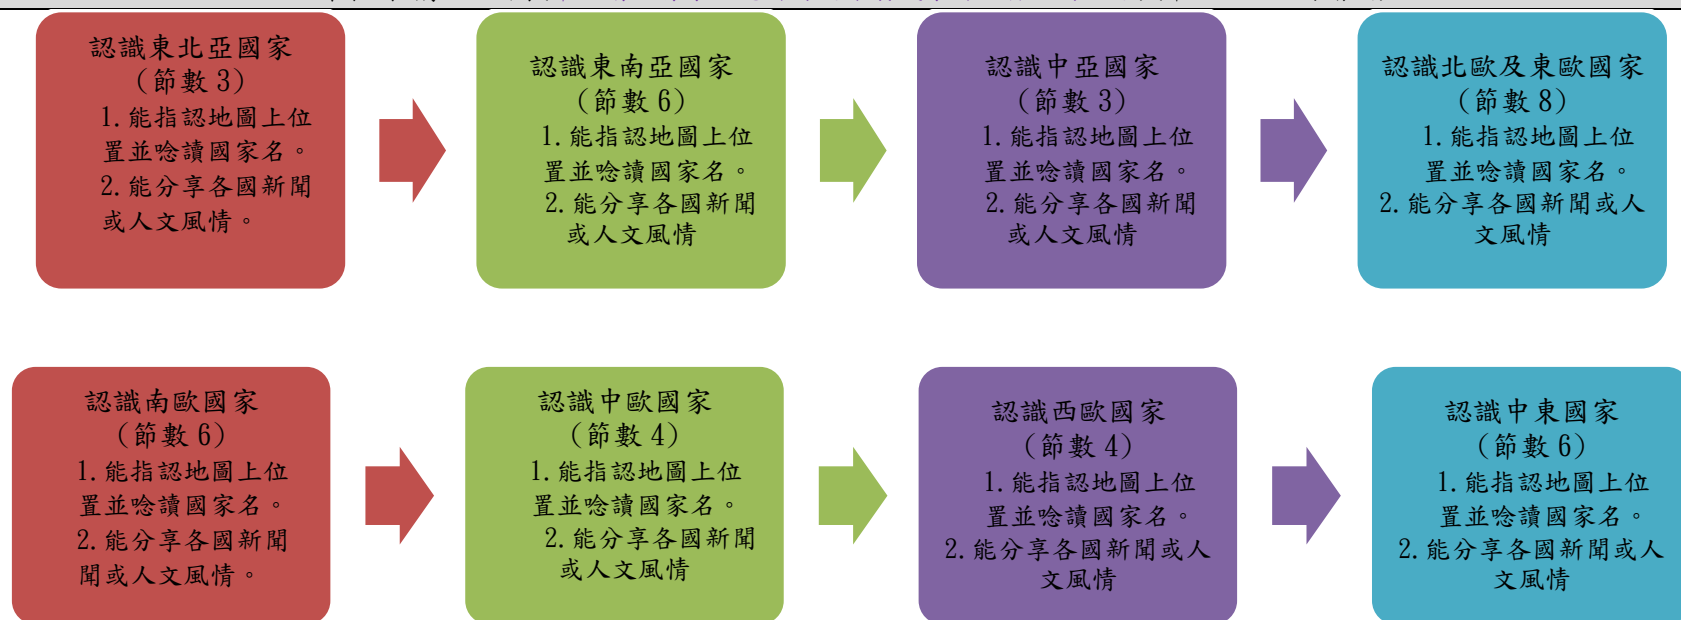 認識東北亞國家
（節數 3）
1.能指認地圖上位
置並唸讀國家名。
2.能分享各國新聞
或人文風情。
認識東南亞國家
（節數 6）
1.能指認地圖上位
置並唸讀國家名。
2.能分享各國新聞
或人文風情
認識中亞國家
（節數 3）
1.能指認地圖上位
置並唸讀國家名。
2.能分享各國新聞
或人文風情
認識北歐及東歐國家
（節數 8）
1.能指認地圖上位
置並唸讀國家名。
2.能分享各國新聞或人
文風情
認識南歐國家
（節數 6）
1.能指認地圖上位
置並唸讀國家名。
2.能分享各國新聞
聞或人文風情。
認識中歐國家
（節數 4）
1.能指認地圖上位
置並唸讀國家名。
2.能分享各國新聞
或人文風情
認識西歐國家
（節數 4）
1.能指認地圖上位
置並唸讀國家名。
2.能分享各國新聞或人
文風情
認識中東國家
（節數 6）
1.能指認地圖上位
置並唸讀國家名。
2.能分享各國新聞或人
文風情